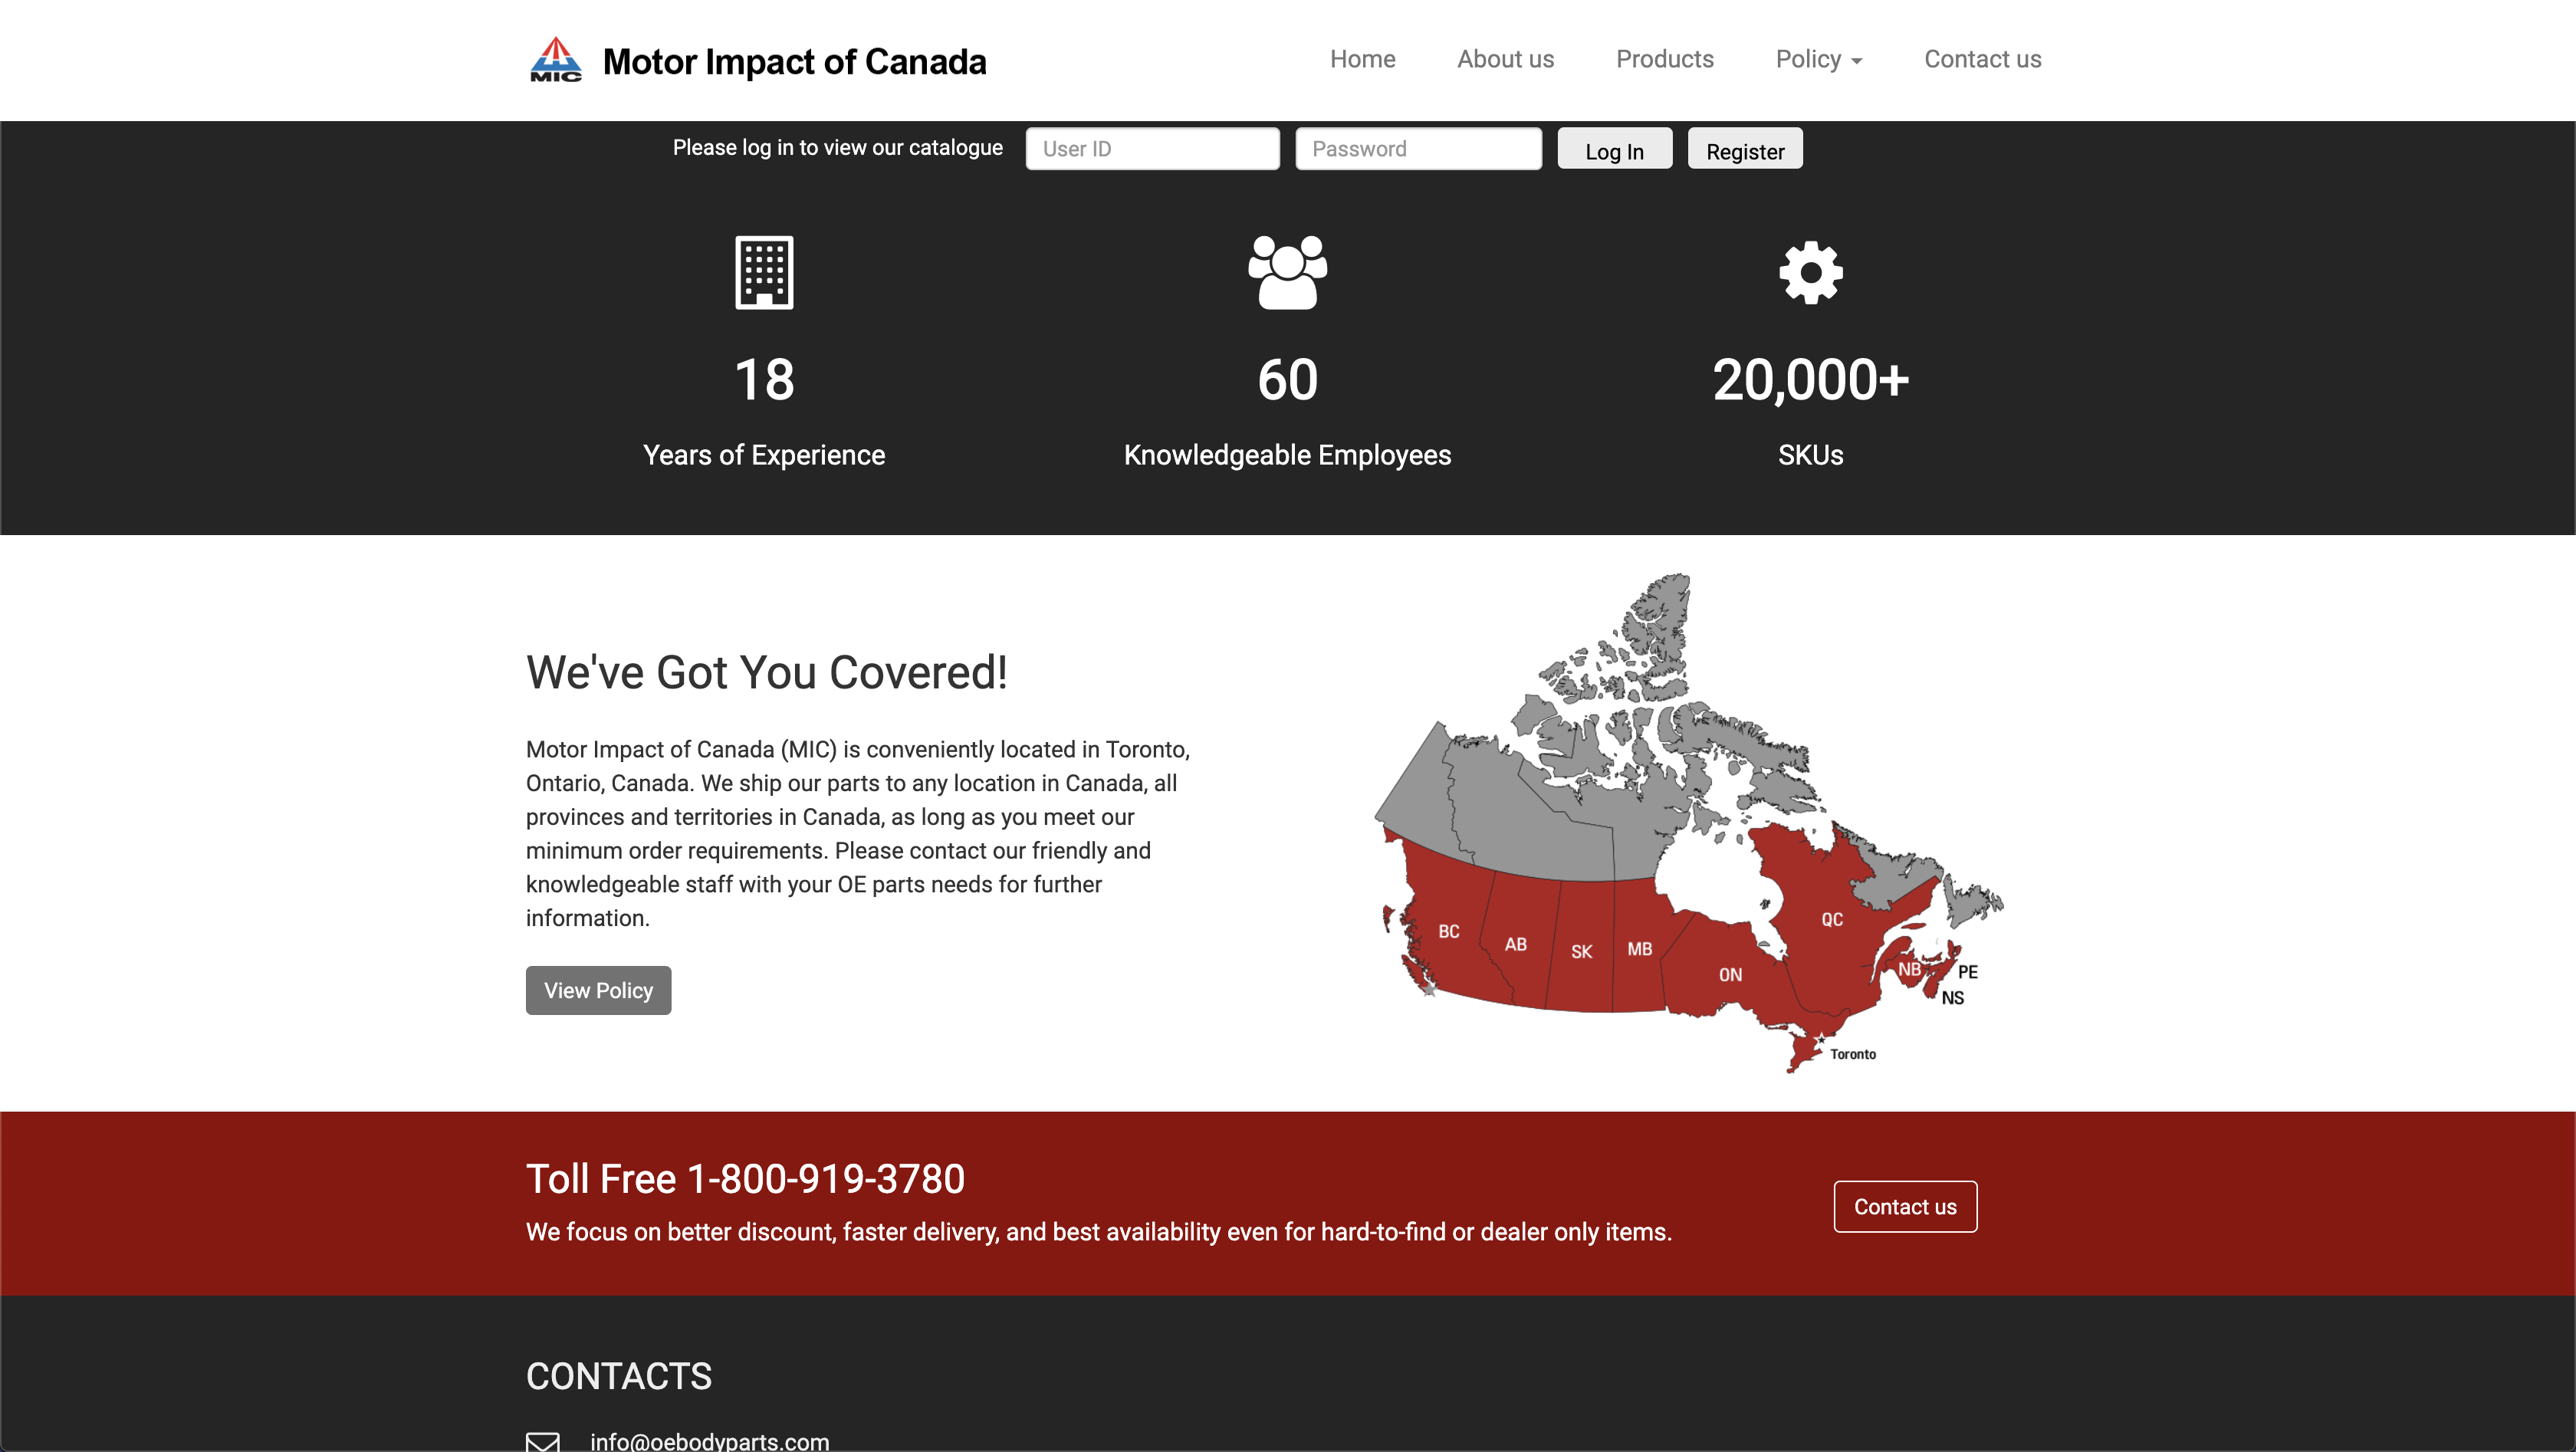 MIC
Motor Impact of Canada
Home
About us
Products
Policy
Contact us
Please log in to view our catalogue
User ID
Password
Log In
Register
18
60
20,000+
Years of Experience
Knowledgeable Employees
SKUs
We've Got You Covered!
Motor Impact of Canada (MIC) is conveniently located in Toronto,
Ontario, Canada. We ship our parts to any location in Canada, all
provinces and territories in Canada, as long as you meet our
minimum order requirements. Please contact our friendly and
knowledgeable staff with your OE parts needs for further
information.
View Policy
BC
AB
SK
MB
ON
QC
NB
PE
NS
Toronto
Toll Free 1-800-919-3780
We focus on better discount, faster delivery, and best availability even for hard-to-find or dealer only items.
Contact us
CONTACTS
info@oebodyparts.com